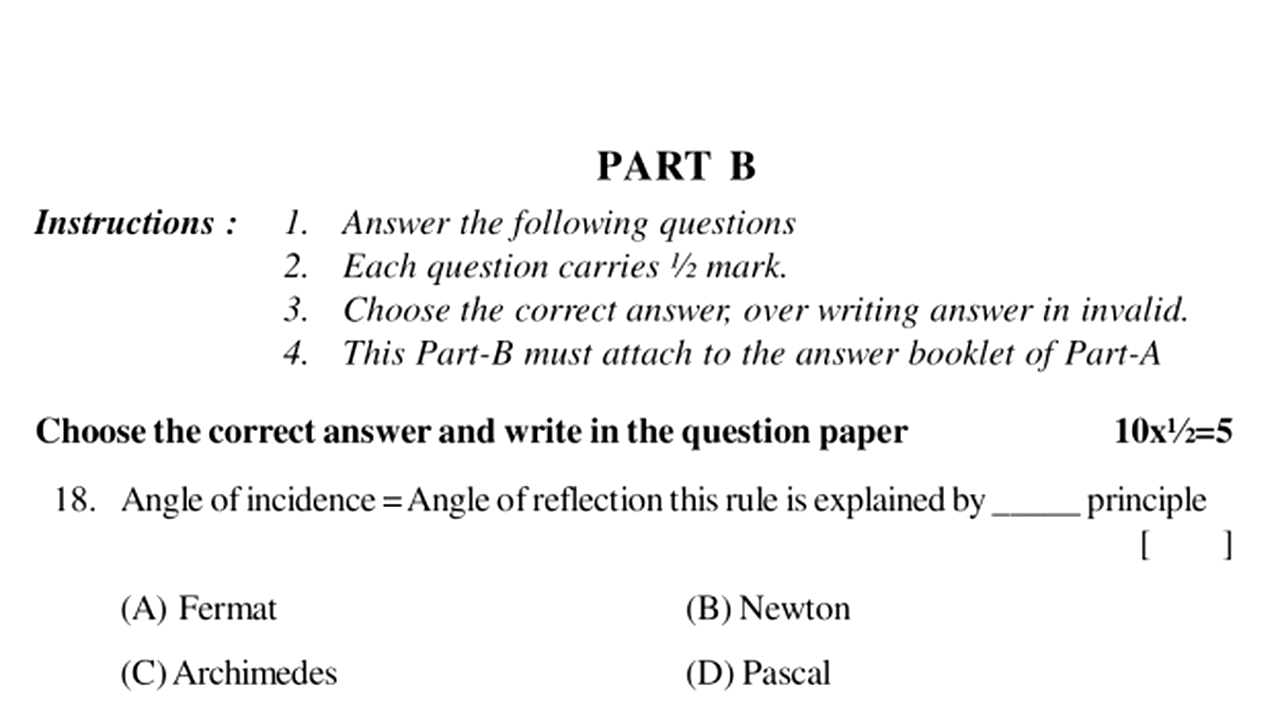 PART B
Instructions : 1. Answer the following questions
2. Each question carries ½ mark.
3. Choose the correct answer, over writing answer in invalid.
4. This Part-B must attach to the answer booklet of Part-A
Choose the correct answer and write in the question paper 10x½=5
18. Angle of incidence = Angle of reflection this rule is explained by _____ principle
[ ]
(A) Fermat (B) Newton
(C) Archimedes (D) Pascal